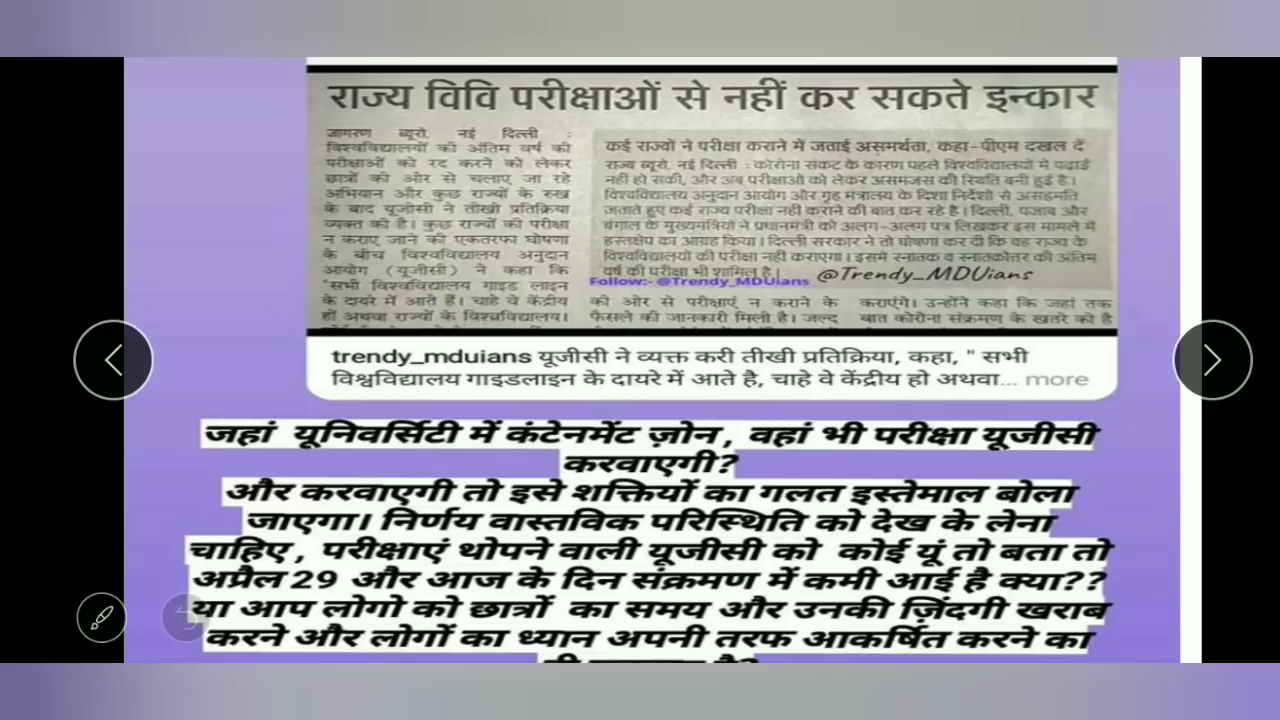 राज्य विवि परीक्षाओं से नहीं कर सकते इन्कार
जागरण ब्यूरो, नई दिल्ली :
विश्वविद्यालयों की अंतिम वर्ष की
परीक्षाओं को रद करने को लेकर
छात्रों की ओर से चलाए जा रहे
अभियान और कुछ राज्यों के रुख
के बाद यूजीसी ने तीखी प्रतिक्रिया
व्यक्त की है। कुछ राज्यों की परीक्षा
न कराए जाने की एकतरफा घोषणा
के बीच विश्वविद्यालय अनुदान
आयोग (यूजीसी) ने कहा कि
'सभी विश्वविद्यालय गाइड लाइन
के दायरे में आते हैं। चाहे वे केंद्रीय
हों अथवा राज्यों के विश्वविद्यालय।
कई राज्यों ने परीक्षा कराने में जताई असमर्थता, कहा-पीएम दखल दें
राज्य ब्यूरो, नई दिल्ली : कोरोना संकट के कारण पहले विश्वविद्यालयों में पढ़ाई
नहीं हो सकी, और अब परीक्षाओं को लेकर असमंजस की स्थिति बनी हुई है।
विश्वविद्यालय अनुदान आयोग और गृह मंत्रालय के दिशा निर्देशों से असहमति
जताते हुए कई राज्य परीक्षा नहीं कराने की बात कर रहे हैं। दिल्ली, पंजाब और
बंगाल के मुख्यमंत्रियों ने प्रधानमंत्री को अलग-अलग पत्र लिखकर इस मामले में
हस्तक्षेप का आग्रह किया। दिल्ली सरकार ने तो घोषणा कर दी कि वह राज्य के
विश्वविद्यालयों की परीक्षा नहीं कराएगा। इसमें स्नातक व स्नातकोत्तर की अंतिम
वर्ष की परीक्षा भी शामिल है।
@Trendy_MDUians
Follow:- @Trendy_MDUians
की ओर से परीक्षाएं न कराने के
फैसले की जानकारी मिली है। जल्द
कराएंगे। उन्होंने कहा कि जहां तक
बात कोरोना संक्रमण के खतरे की है
trendy_mduians यूजीसी ने व्यक्त करी तीखी प्रतिक्रिया, कहा, " सभी
विश्वविद्यालय गाइडलाइन के दायरे में आते है, चाहे वे केंद्रीय हो अथवा... more
जहां यूनिवर्सिटी में कंटेनमेंट ज़ोन, वहां भी परीक्षा यूजीसी
करवाएगी?
और करवाएगी तो इसे शक्तियों का गलत इस्तेमाल बोला
जाएगा। निर्णय वास्तविक परिस्थिति को देख के लेना
चाहिए, परीक्षाएं थोपने वाली यूजीसी को कोई यूं तो बता तो
अप्रैल 29 और आज के दिन संक्रमण में कमी आई है क्या??
या आप लोगो को छात्रों का समय और उनकी ज़िंदगी खराब
करने और लोगों का ध्यान अपनी तरफ आकर्षित करने का